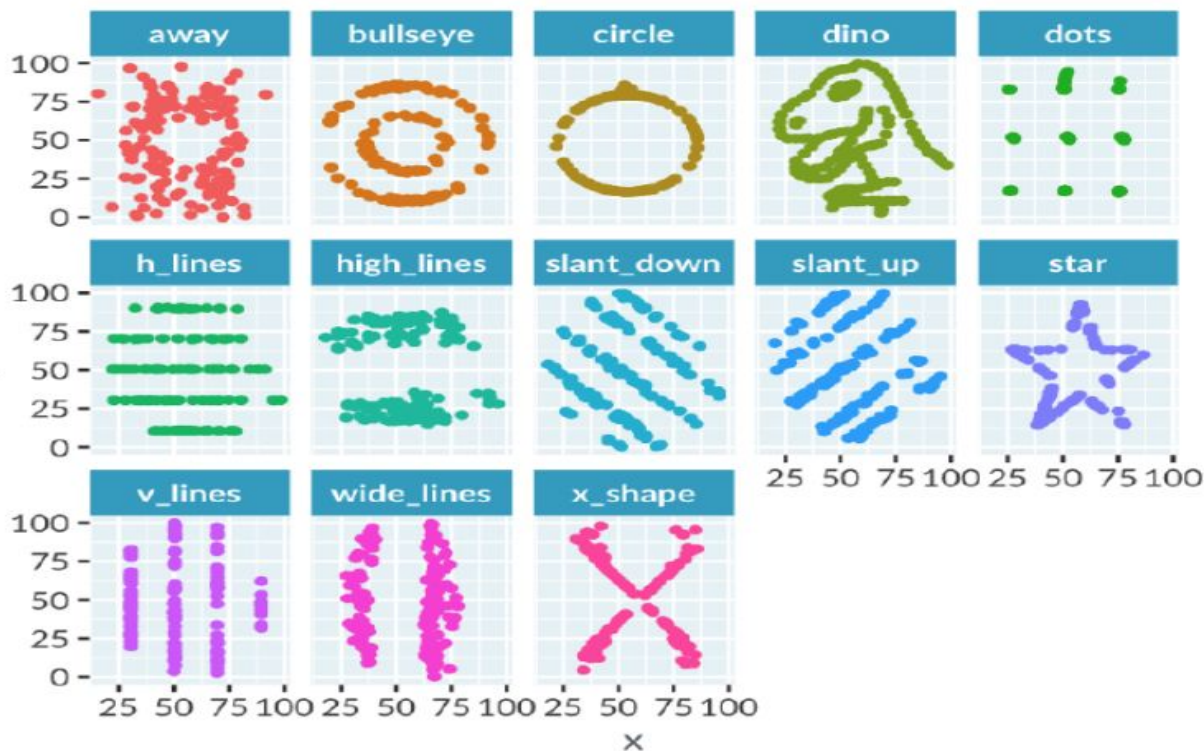 away bullseye circle dino dots
100
75
50
25
0
h_lines high_lines slant_down slant_up star
100
75
50
25
0
25 50 75 100 25 50 75 100
v_lines wide_lines x_shape
100
75
50
25
0
25 50 75 100 25 50 75 100 25 50 75 100
x